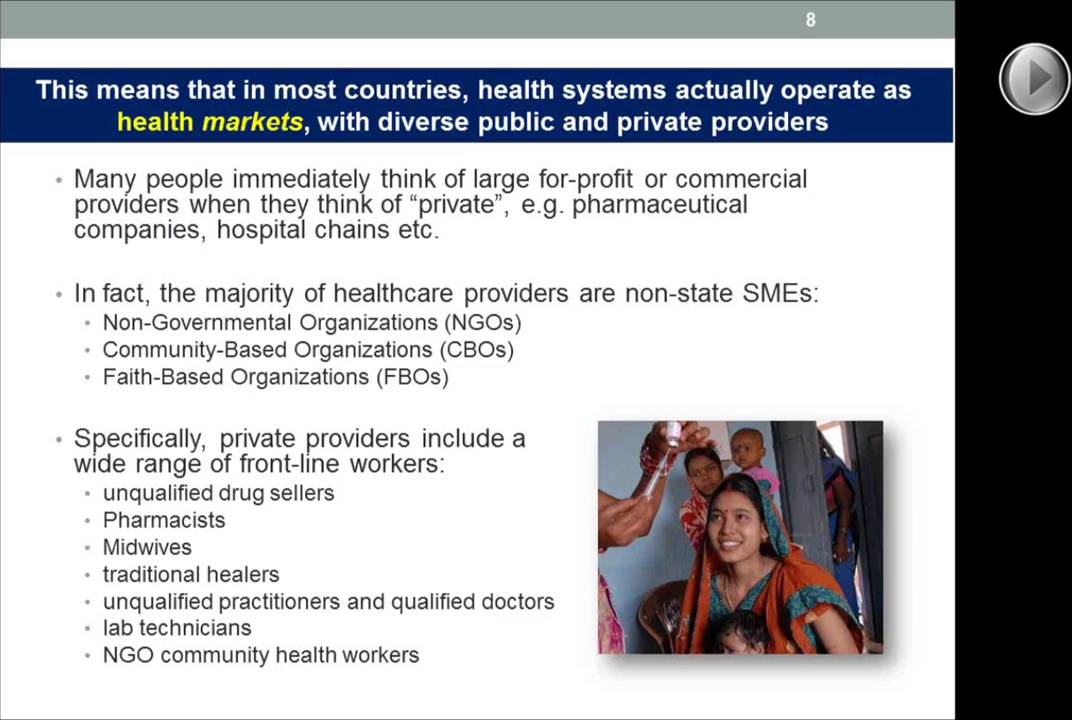 8
This means that in most countries, health systems actually operate as
health markets, with diverse public and private providers
• Many people immediately think of large for-profit or commercial
providers when they think of “private”, e.g. pharmaceutical
companies, hospital chains etc.
• In fact, the majority of healthcare providers are non-state SMEs:
• Non-Governmental Organizations (NGOs)
• Community-Based Organizations (CBOs)
• Faith-Based Organizations (FBOs)
• Specifically, private providers include a
wide range of front-line workers:
• unqualified drug sellers
• Pharmacists
• Midwives
• traditional healers
• unqualified practitioners and qualified doctors
• lab technicians
• NGO community health workers